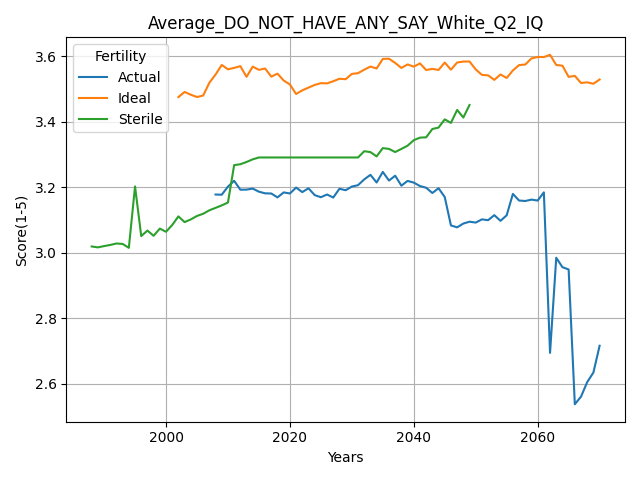 Average_DO_NOT_HAVE_ANY_SAY_White_Q2_IQ
Fertility
Actual
Ideal
Sterile
Score(1-5)
3.6
3.4
3.2
3.0
2.8
2.6
2000
2020
2040
2060
Years